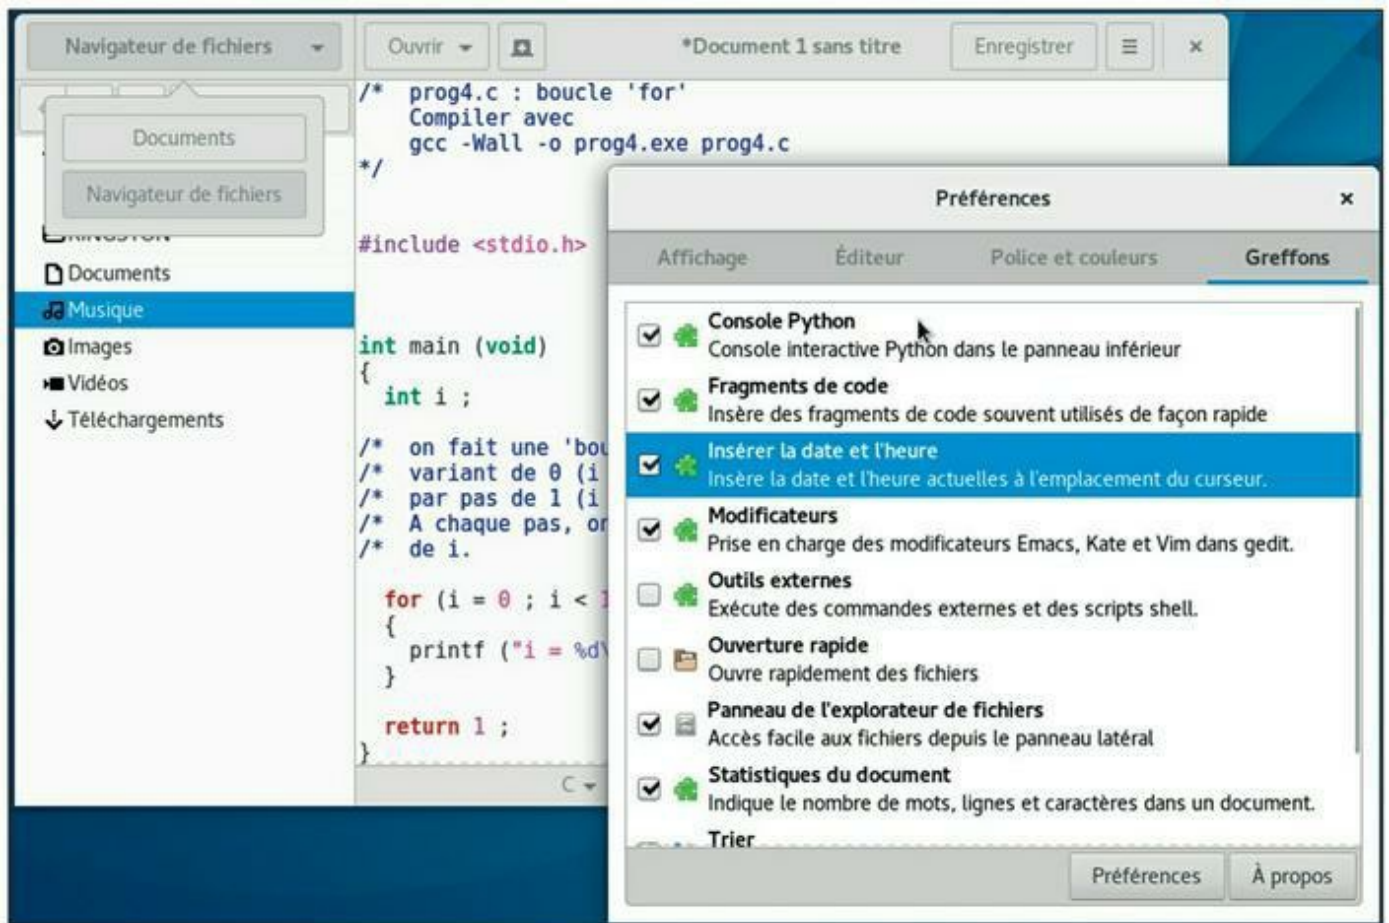 Navigateur de fichiers
Ouvrir
*Document 1 sans titre
Enregistrer
Documents
Navigateur de fichiers
KINGSTON
Documents
Musique
Images
Vidéos
Téléchargements
/*  prog4.c : boucle 'for'
    Compiler avec
    gcc -Wall -o prog4.exe prog4.c
*/
#include <stdio.h>
int main (void)
{
  int i ;
/*  on fait une 'bou
/*  variant de 0 (i
/*  par pas de 1 (i
/*  A chaque pas, on
/*  de i.
  for (i = 0 ; i < 1
  {
    printf ("i = %d\
  }
  return 1 ;
}
C
Préférences
Affichage
Éditeur
Police et couleurs
Greffons
Console Python
Console interactive Python dans le panneau inférieur
Fragments de code
Insère des fragments de code souvent utilisés de façon rapide
Insérer la date et l'heure
Insère la date et l'heure actuelles à l'emplacement du curseur.
Modificateurs
Prise en charge des modificateurs Emacs, Kate et Vim dans gedit.
Outils externes
Exécute des commandes externes et des scripts shell.
Ouverture rapide
Ouvre rapidement des fichiers
Panneau de l'explorateur de fichiers
Accès facile aux fichiers depuis le panneau latéral
Statistiques du document
Indique le nombre de mots, lignes et caractères dans un document.
Trier
Préférences
À propos